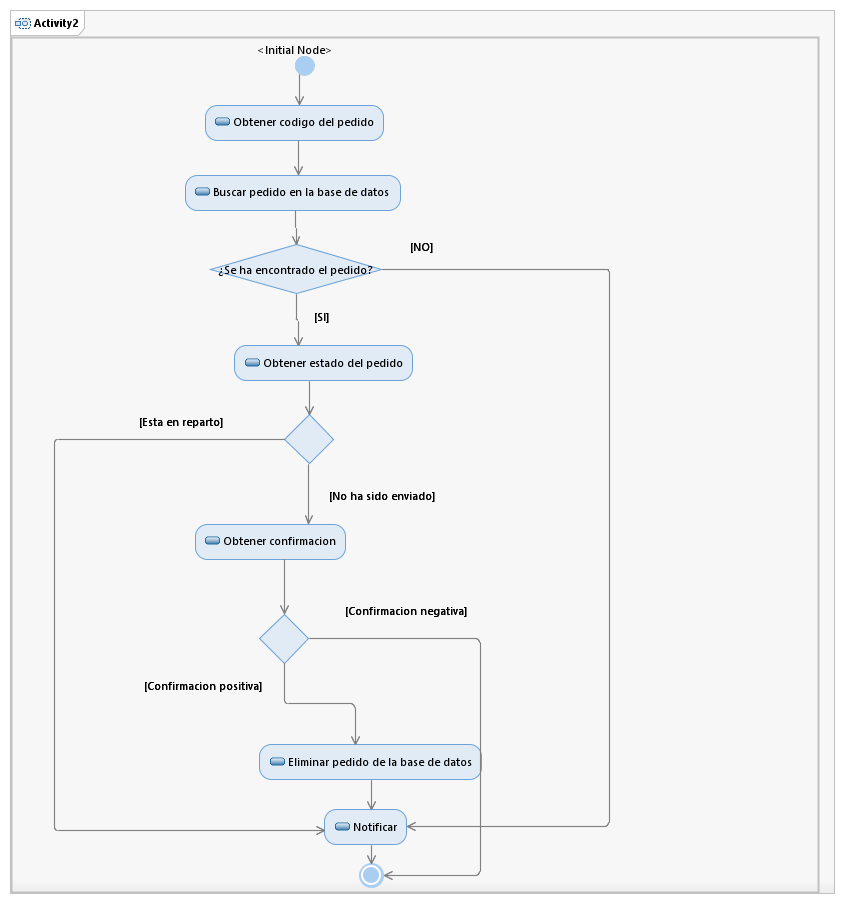 Activity2
<Initial Node>
Obtener codigo del pedido
Buscar pedido en la base de datos
[NO]
¿Se ha encontrado el pedido?
[SI]
Obtener estado del pedido
[Esta en reparto]
[No ha sido enviado]
Obtener confirmacion
[Confirmacion negativa]
[Confirmacion positiva]
Eliminar pedido de la base de datos
Notificar